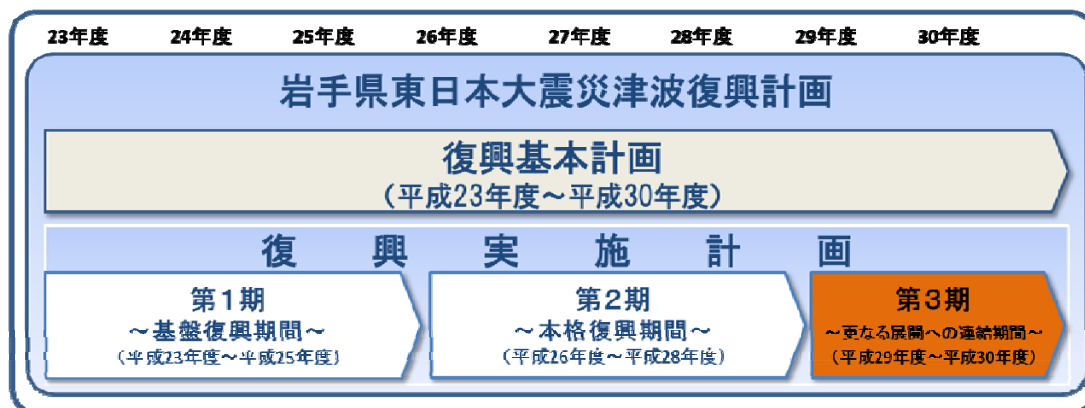 23年度 24年度 25年度 26年度 27年度 28年度 29年度 30年度
岩手県東日本大震災津波復興計画
復興基本計画
（平成23年度～平成30年度）
復興実施計画
第１期
～基盤復興期間～
（平成23年度～平成25年度）
第２期
～本格復興期間～
（平成26年度～平成28年度）
第３期
～更なる展開への連結期間～
（平成29年度～平成30年度）